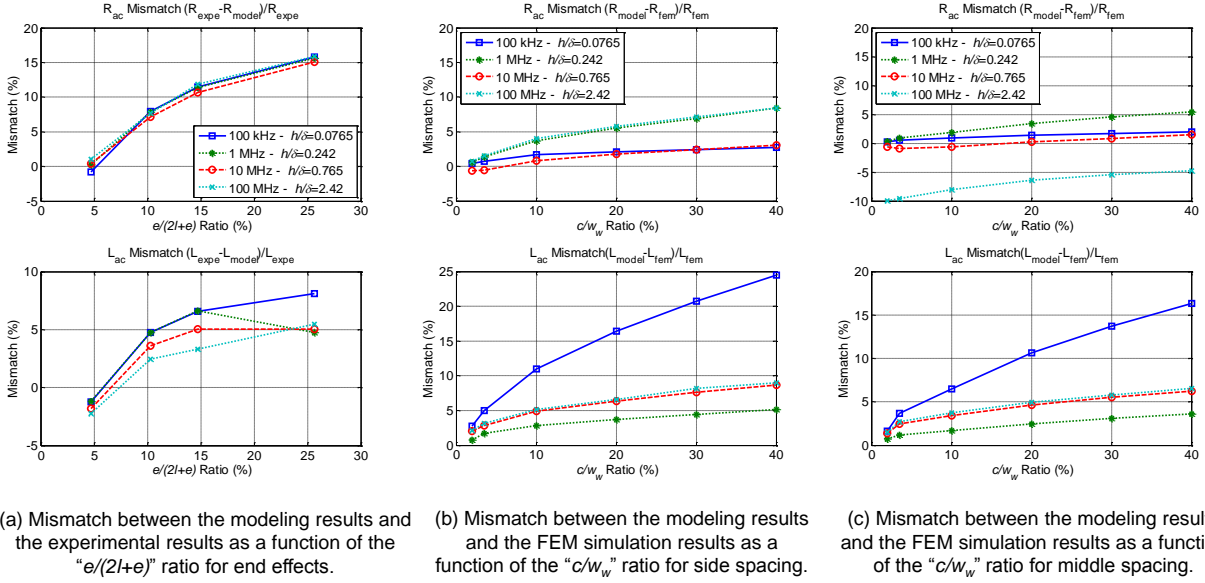 R_ac Mismatch (R_expe-R_model)/R_expe
20
15
10
5
0
-5
Mismatch (%)
100 kHz - h/δ=0.0765
1 MHz - h/δ=0.242
10 MHz - h/δ=0.765
100 MHz - h/δ=2.42
0 5 10 15 20 25 30
e/(2l+e) Ratio (%)
L_ac Mismatch (L_expe-L_model)/L_expe
10
5
0
-5
Mismatch (%)
0 5 10 15 20 25 30
e/(2l+e) Ratio (%)
(a) Mismatch between the modeling results and
the experimental results as a function of the
“e/(2l+e)” ratio for end effects.
R_ac Mismatch (R_model-R_fem)/R_fem
20
15
10
5
0
-5
Mismatch (%)
100 kHz - h/δ=0.0765
1 MHz - h/δ=0.242
10 MHz - h/δ=0.765
100 MHz - h/δ=2.42
0 10 20 30 40
c/w_w Ratio (%)
L_ac Mismatch(L_model-L_fem)/L_fem
25
20
15
10
5
0
Mismatch (%)
0 10 20 30 40
c/w_w Ratio (%)
(b) Mismatch between the modeling results
and the FEM simulation results as a
function of the “c/w_w” ratio for side spacing.
R_ac Mismatch (R_model-R_fem)/R_fem
20
15
10
5
0
-5
-10
Mismatch (%)
100 kHz - h/δ=0.0765
1 MHz - h/δ=0.242
10 MHz - h/δ=0.765
100 MHz - h/δ=2.42
0 10 20 30 40
c/w_w Ratio (%)
L_ac Mismatch(L_model-L_fem)/L_fem
20
15
10
5
0
Mismatch (%)
0 10 20 30 40
c/w_w Ratio (%)
(c) Mismatch between the modeling resul
and the FEM simulation results as a functi
of the “c/w_w” ratio for middle spacing.